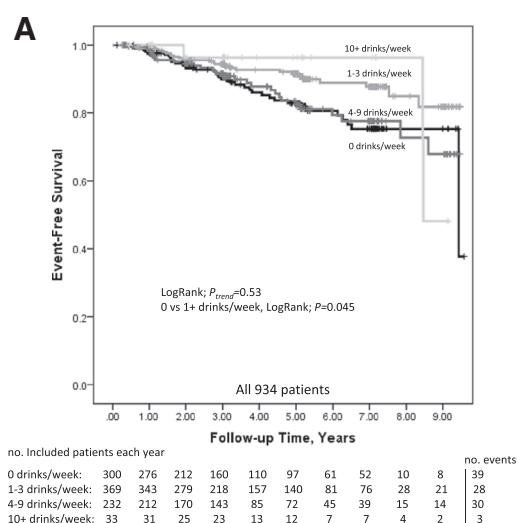 A
10+ drinks/week
1-3 drinks/week
4-9 drinks/week
0 drinks/week
Event-Free Survival
1.0
0.8
0.6
0.4
0.2
0.0
LogRank; Ptrend=0.53
0 vs 1+ drinks/week, LogRank; P=0.045
All 934 patients
.00 1.00 2.00 3.00 4.00 5.00 6.00 7.00 8.00 9.00
Follow-up Time, Years
no. Included patients each year
no. events
0 drinks/week: 300 276 212 160 110 97 61 52 10 8 39
1-3 drinks/week: 369 343 279 218 157 140 81 76 28 21 28
4-9 drinks/week: 232 212 170 143 85 72 45 39 15 14 30
10+ drinks/week: 33 31 25 23 13 12 7 7 4 2 3